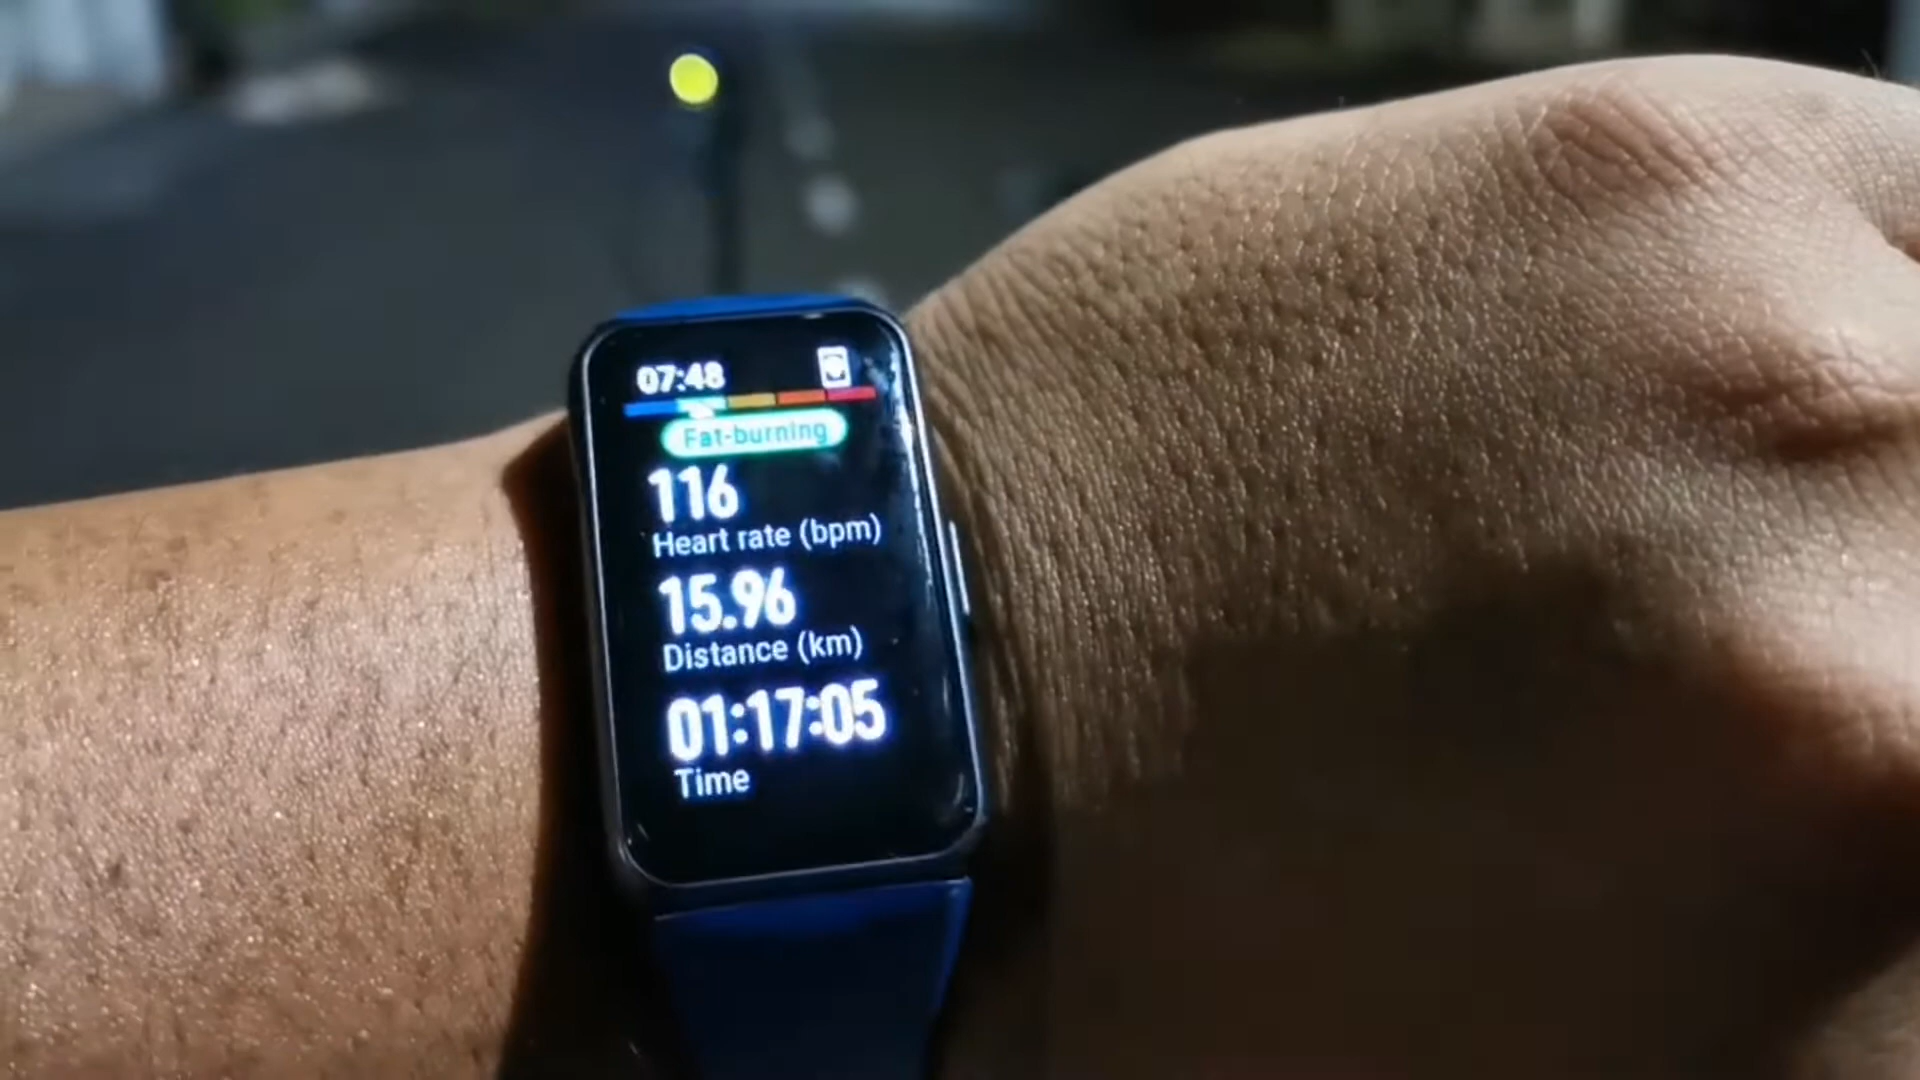 07:48
Fat-burning
116
Heart rate (bpm)
15.96
Distance (km)
01:17:05
Time